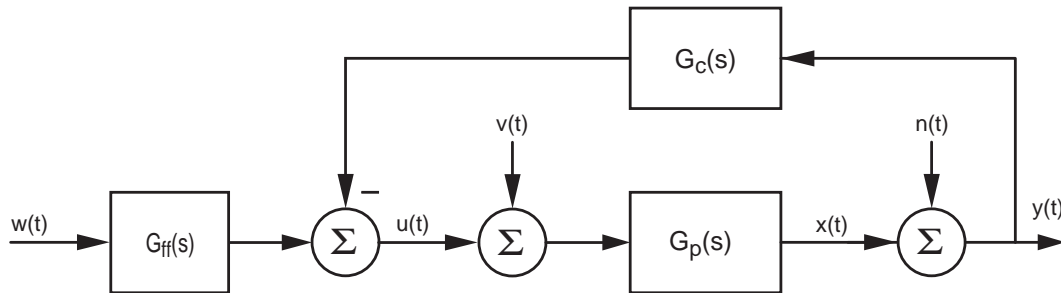 G_c(s)
v(t)
n(t)
w(t)
G_ff(s)
−
Σ
u(t)
Σ
G_p(s)
x(t)
Σ
y(t)